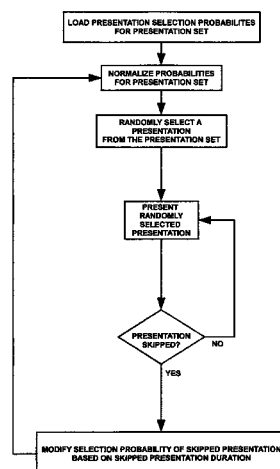 LOAD PRESENTATION SELECTION PROBABILITES
FOR PRESENTATION SET
NORMALIZE PROBABILITIES
FOR PRESENTATION SET
RANDOMLY SELECT A
PRESENTATION
FROM THE PRESENTATION SET
PRESENT
RANDOMLY
SELECTED
PRESENTATION
PRESENTATION
SKIPPED?
NO
YES
MODIFY SELECTION PROBABILITY OF SKIPPED PRESENTATION
BASED ON SKIPPED PRESENTATION DURATION